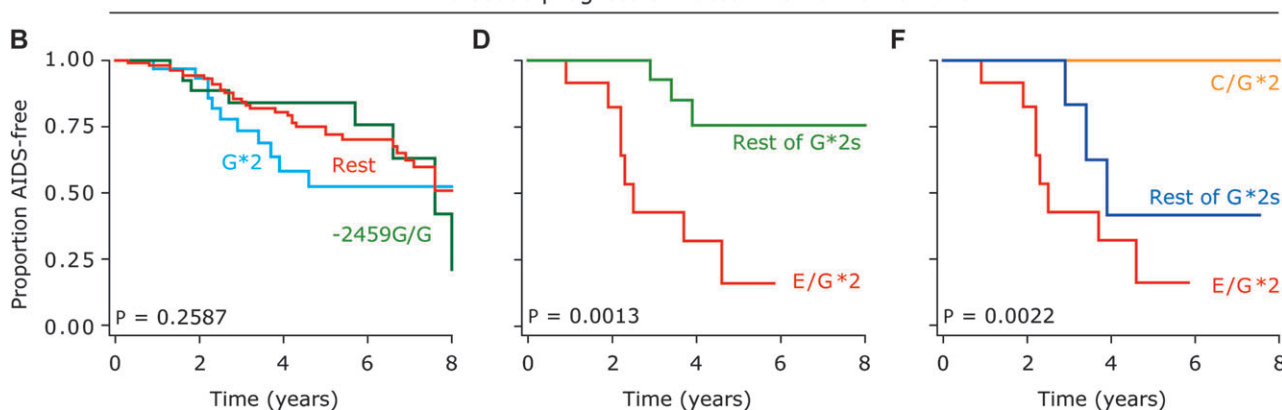 B
D
F
Proportion AIDS-free
1.00
0.75
0.50
0.25
0.00
G*2
Rest
-2459G/G
P = 0.2587
0 2 4 6 8
Time (years)
Rest of G*2s
E/G*2
P = 0.0013
0 2 4 6 8
Time (years)
C/G*2
Rest of G*2s
E/G*2
P = 0.0022
0 2 4 6 8
Time (years)